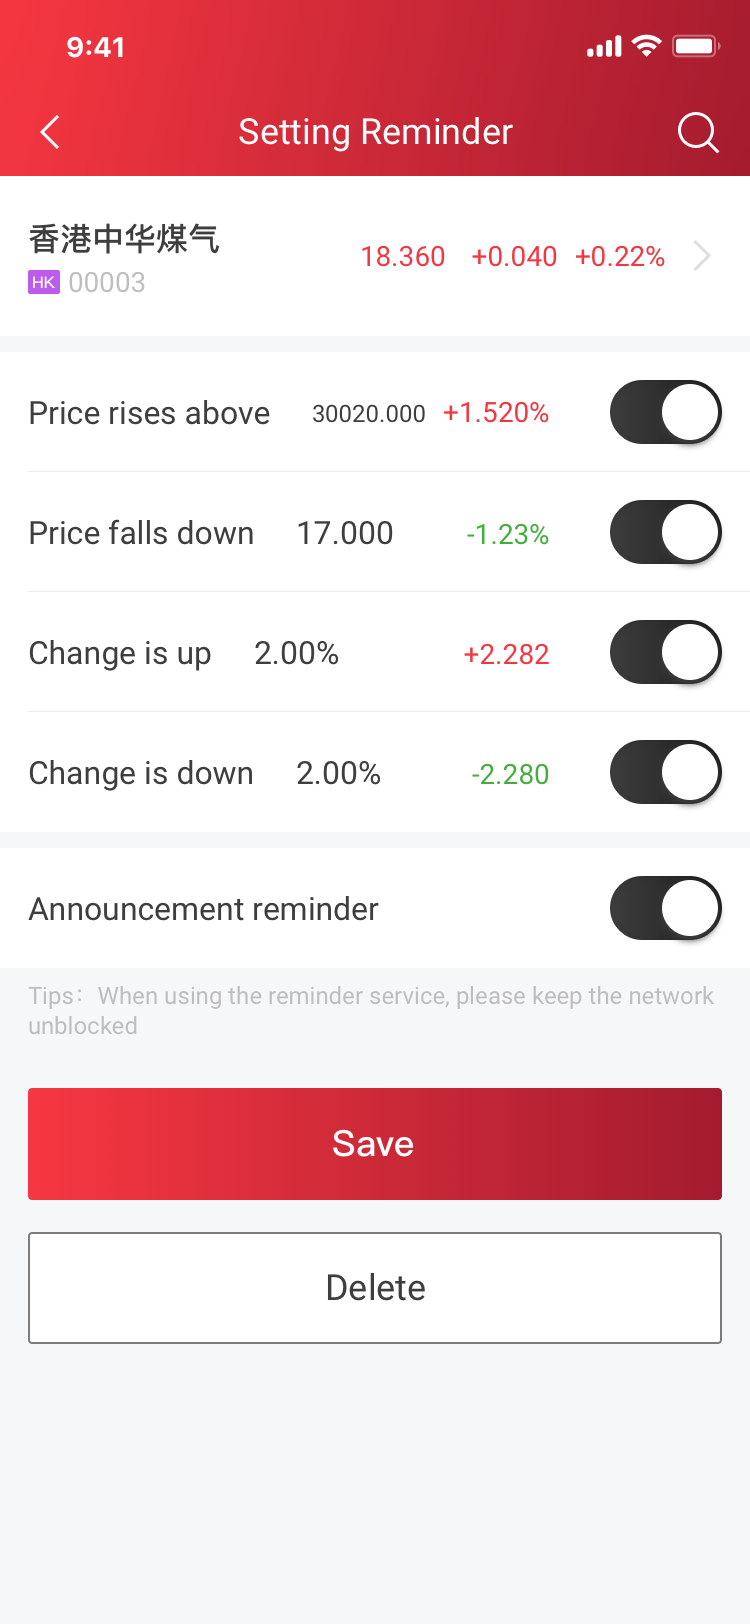 9:41
Setting Reminder
香港中华煤气
18.360 +0.040 +0.22%
HK 00003
Price rises above 30020.000 +1.520%
Price falls down 17.000 -1.23%
Change is up 2.00% +2.282
Change is down 2.00% -2.280
Announcement reminder
Tips： When using the reminder service, please keep the network
unblocked
Save
Delete